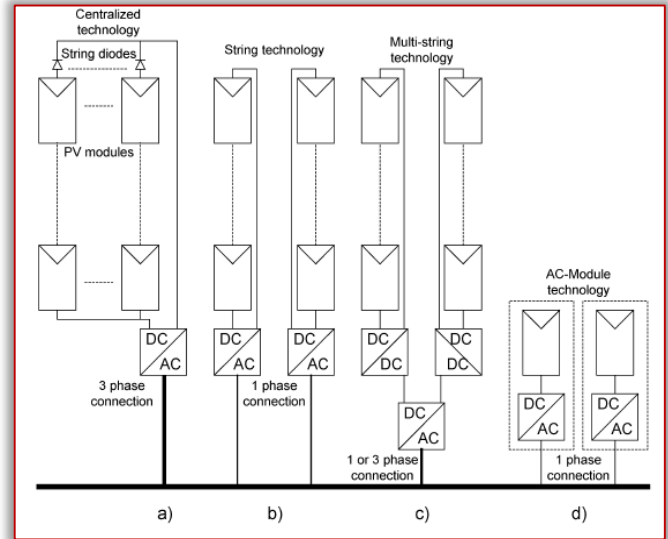 Centralized
technology
String diodes
PV modules
DC
AC
3 phase
connection
a)
String technology
DC
AC
DC
AC
1 phase
connection
b)
Multi-string
technology
DC
DC
DC
DC
DC
AC
1 or 3 phase
connection
c)
AC-Module
technology
DC
AC
DC
AC
1 phase
connection
d)